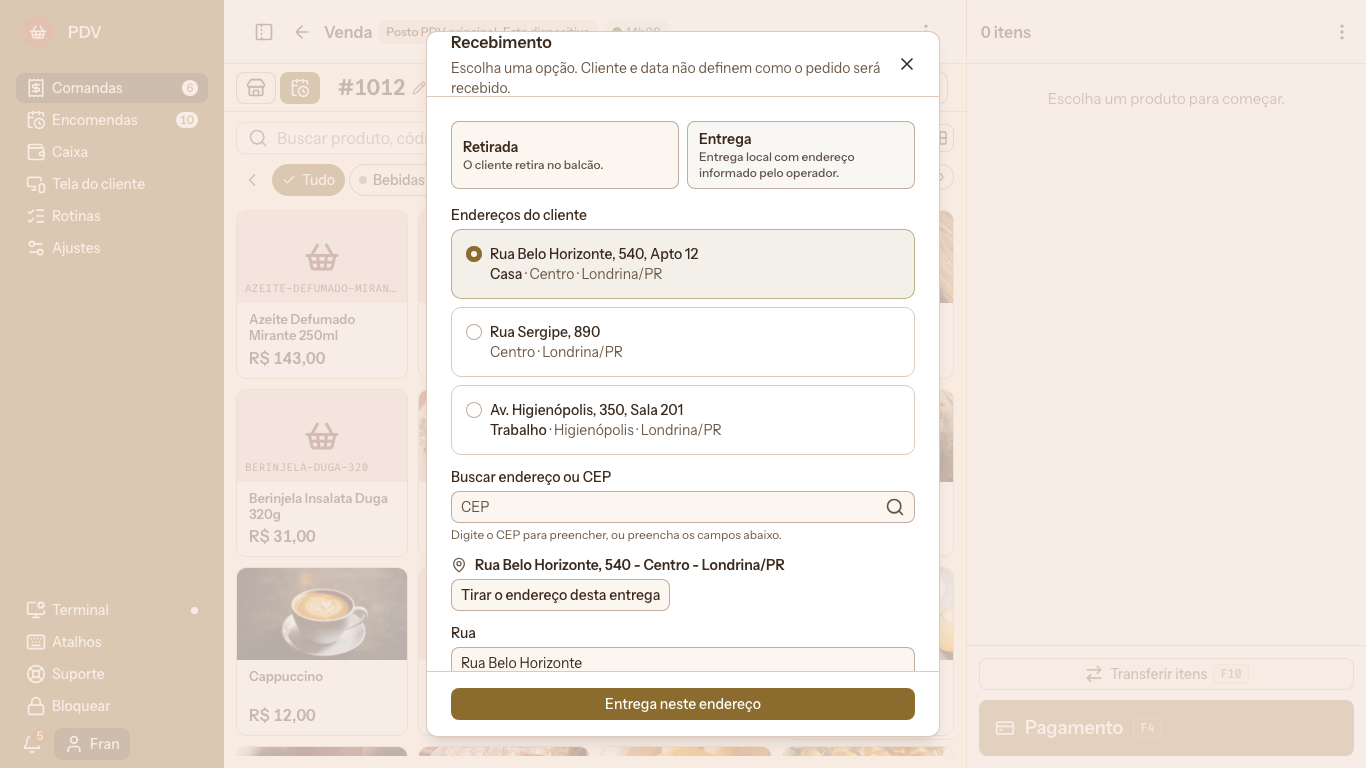 PDV
Comandas 6
Encomendas 10
Caixa
Tela do cliente
Rotinas
Ajustes
Terminal
Atalhos
Suporte
Bloquear
5
Fran
Venda
Posto PDV principal. Este dispositivo
14h00
#1012
Buscar produto, códi
Tudo
Bebidas
AZEITE-DEFUMADO-MIRAN…
Azeite Defumado
Mirante 250ml
R$ 143,00
BERINJELA-DUGA-320
Berinjela Insalata Duga
320g
R$ 31,00
Cappuccino
R$ 12,00
Recebimento
Escolha uma opção. Cliente e data não definem como o pedido será
recebido.
Retirada
O cliente retira no balcão.
Entrega
Entrega local com endereço
informado pelo operador.
Endereços do cliente
Rua Belo Horizonte, 540, Apto 12
Casa · Centro · Londrina/PR
Rua Sergipe, 890
Centro · Londrina/PR
Av. Higienópolis, 350, Sala 201
Trabalho · Higienópolis · Londrina/PR
Buscar endereço ou CEP
CEP
Digite o CEP para preencher, ou preencha os campos abaixo.
Rua Belo Horizonte, 540 - Centro - Londrina/PR
Tirar o endereço desta entrega
Rua
Rua Belo Horizonte
Entrega neste endereço
0 itens
Escolha um produto para começar.
Transferir itens F10
Pagamento F4